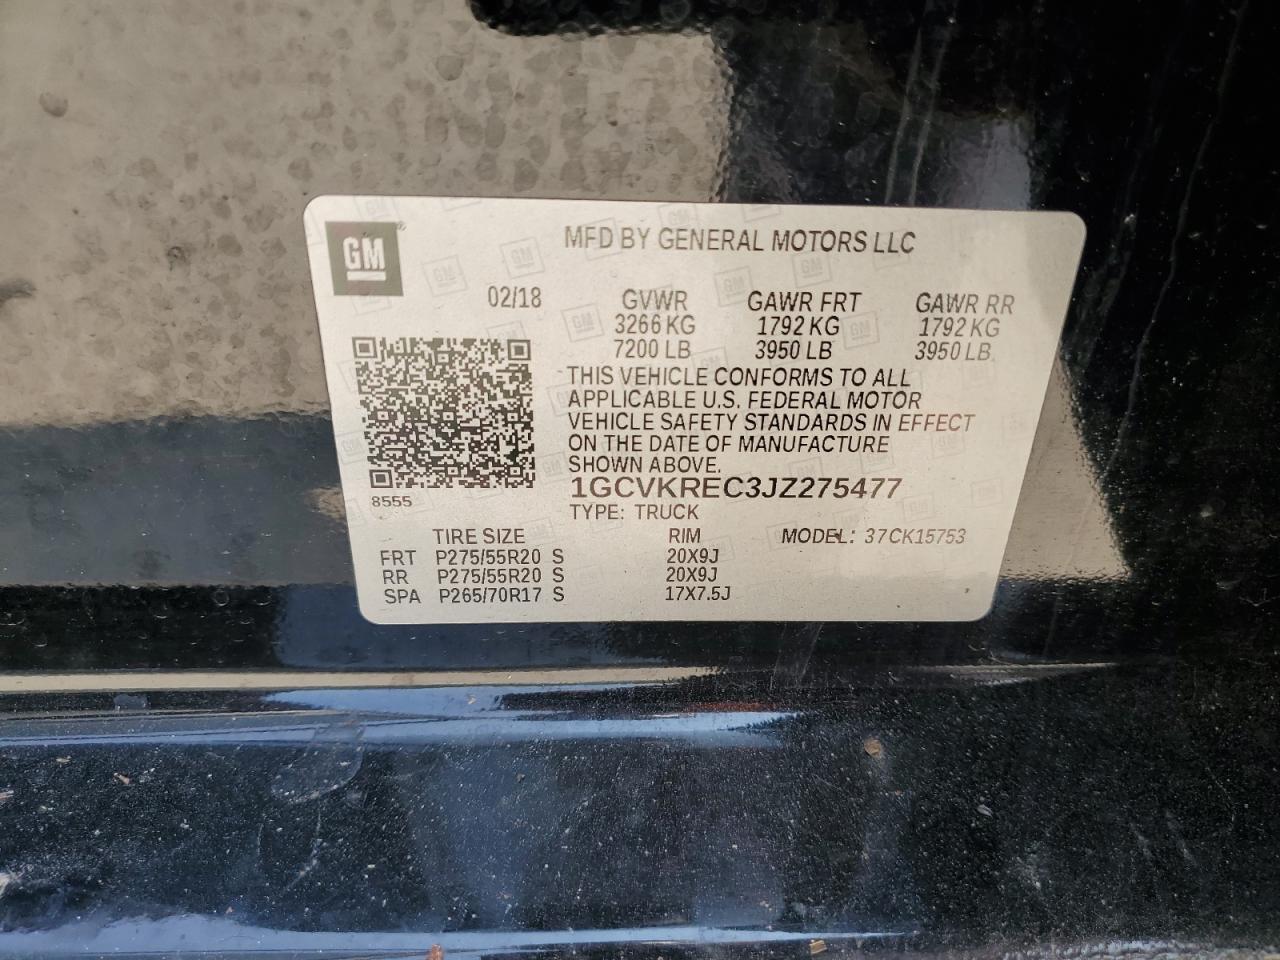 GM
MFD BY GENERAL MOTORS LLC
02/18 GVWR GAWR FRT GAWR RR
3266 KG 1792 KG 1792 KG
7200 LB 3950 LB 3950 LB
THIS VEHICLE CONFORMS TO ALL
APPLICABLE U.S. FEDERAL MOTOR
VEHICLE SAFETY STANDARDS IN EFFECT
ON THE DATE OF MANUFACTURE
SHOWN ABOVE.
1GCVKREC3JZ275477
8555
TYPE: TRUCK
TIRE SIZE RIM MODEL: 37CK15753
FRT P275/55R20 S 20X9J
RR P275/55R20 S 20X9J
SPA P265/70R17 S 17X7.5J